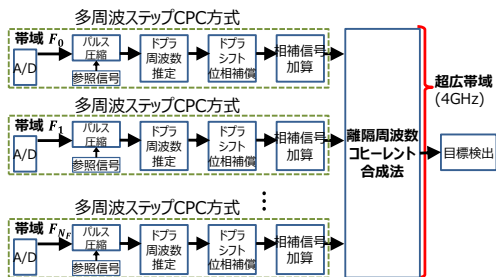 多周波ステップCPC方式
帯域 F₀
A/D
パルス
圧縮
参照信号
ドプラ
周波数
推定
ドプラ
シフト
位相補償
相補信号
加算
多周波ステップCPC方式
帯域 F₁
A/D
パルス
圧縮
参照信号
ドプラ
周波数
推定
ドプラ
シフト
位相補償
相補信号
加算
⋮
多周波ステップCPC方式
帯域 F_{N_F}
A/D
パルス
圧縮
参照信号
ドプラ
周波数
推定
ドプラ
シフト
位相補償
相補信号
加算
離隔周波数
コヒーレント
合成法
超広帯域
(4GHz)
目標検出